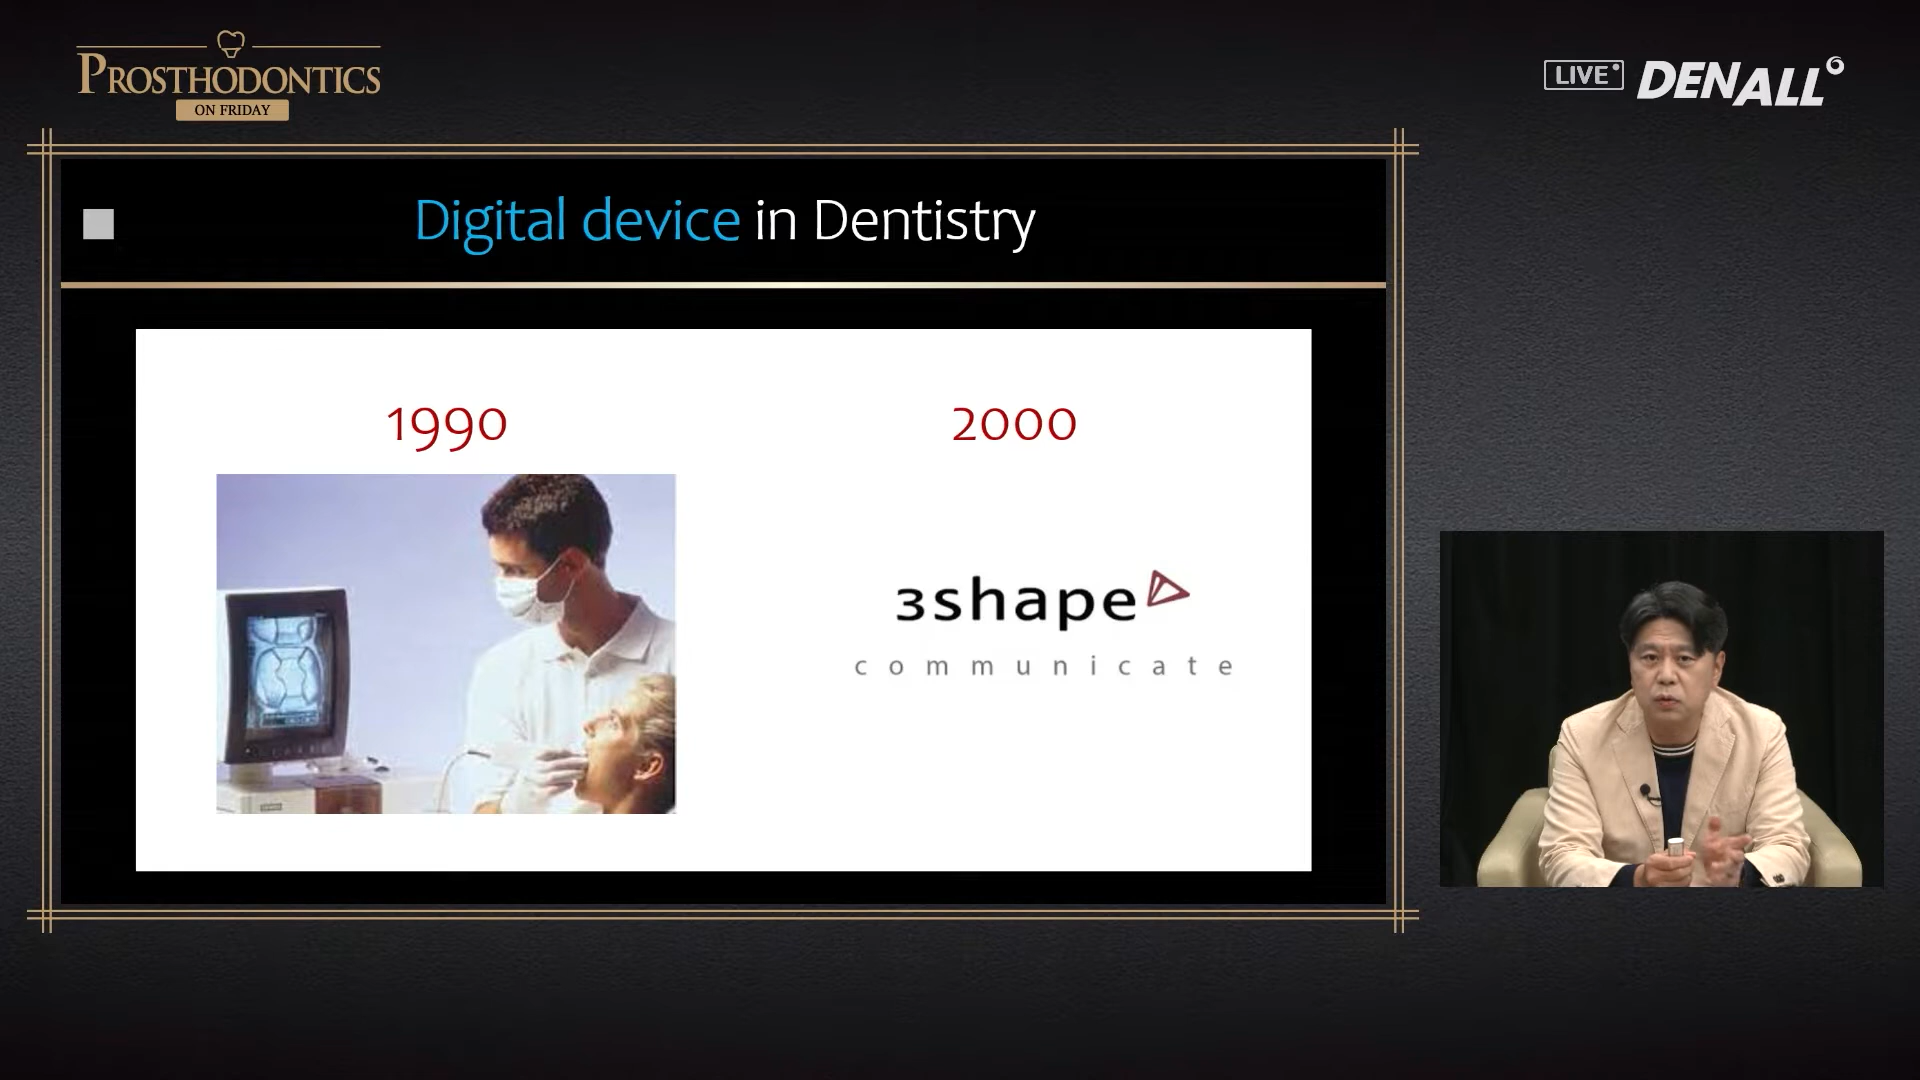 PROSTHODONTICS
ON FRIDAY
LIVE
DENALL
Digital device in Dentistry
1990
2000
3shape
communicate